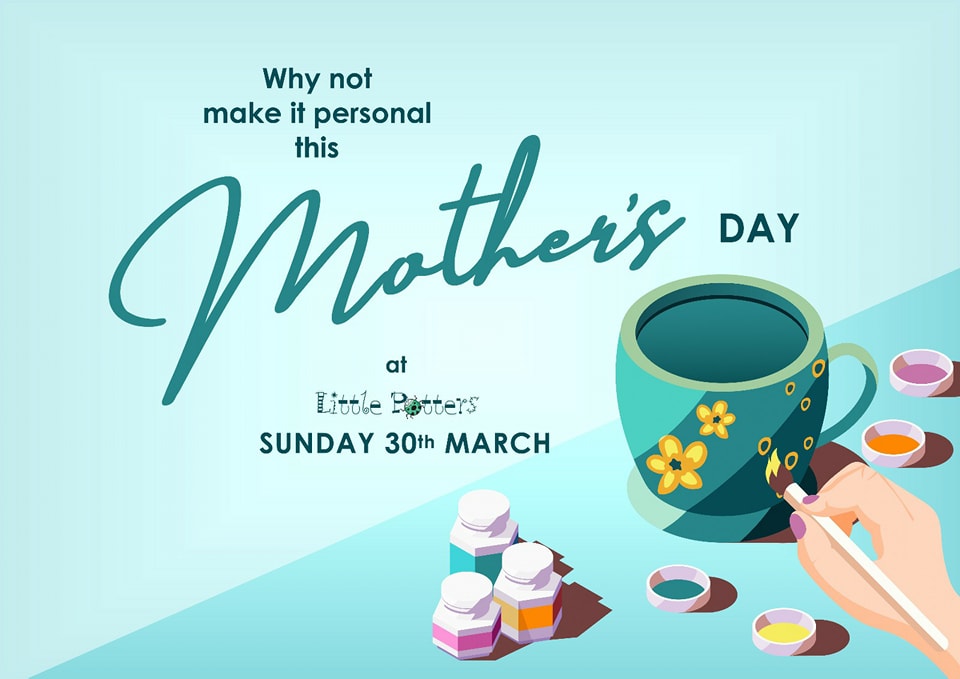 Why not
make it personal
this
Mother's DAY
at
Little Potters
SUNDAY 30th MARCH